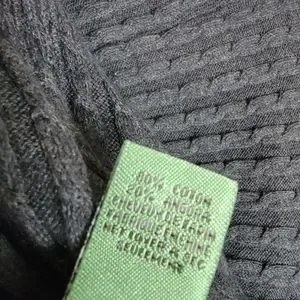 80% COTON
20% ANGORA
CHEVEUX DE LAPIN
FABRIQUE EN CHINE
NETTOYER A SEC
SEULEMENT